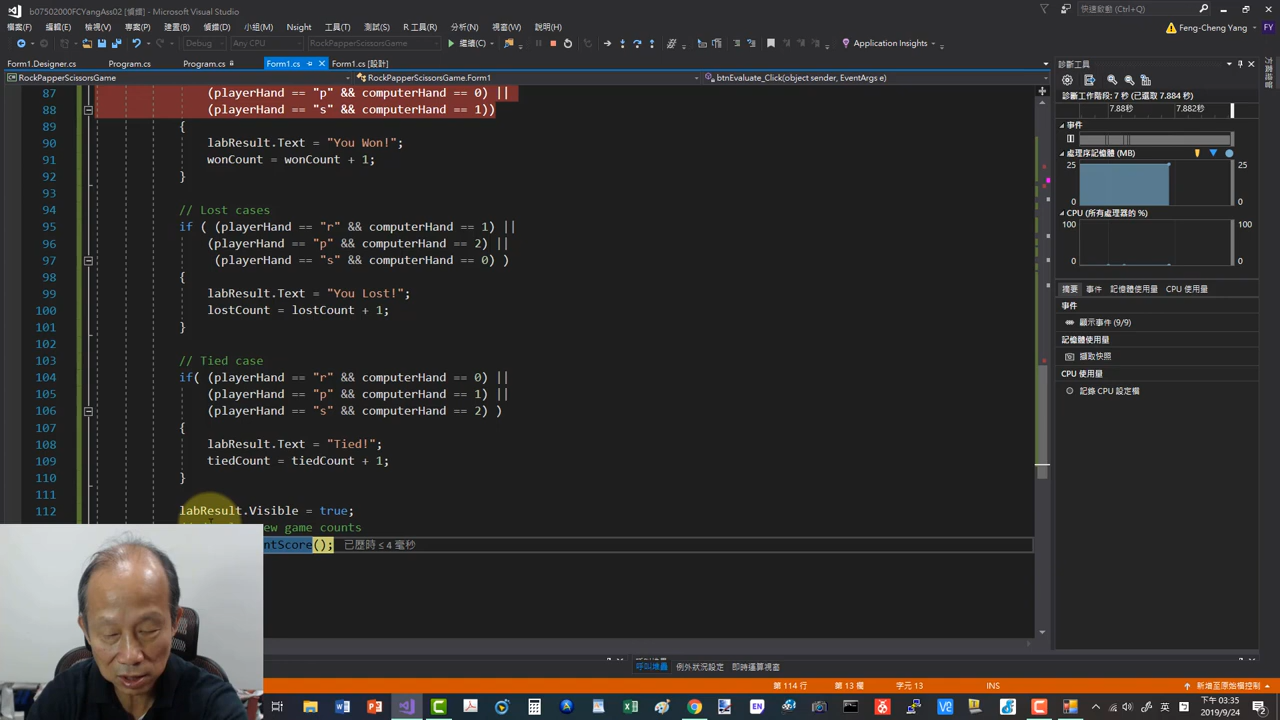 b07502000FCYangAss02 [偵錯] - Microsoft Visual Studio
快速啟動 (Ctrl+Q)
檔案(F) 編輯(E) 檢視(V) 專案(P) 建置(B) 偵錯(D) 小組(M) Nsight 工具(T) 測試(S) R 工具(R) 分析(N) 視窗(W) 說明(H)
Feng-Cheng Yang FY
Debug Any CPU RockPapperScissorsGame 繼續(C) Application Insights
Form1.Designer.cs Program.cs Program.cs Form1.cs Form1.cs [設計]
RockPapperScissorsGame RockPapperScissorsGame.Form1 btnEvaluate_Click(object sender, EventArgs e)
87 (playerHand == "p" && computerHand == 0) ||
88 (playerHand == "s" && computerHand == 1))
89 {
90 labResult.Text = "You Won!";
91 wonCount = wonCount + 1;
92 }
93
94 // Lost cases
95 if ( (playerHand == "r" && computerHand == 1) ||
96 (playerHand == "p" && computerHand == 2) ||
97 (playerHand == "s" && computerHand == 0) )
98 {
99 labResult.Text = "You Lost!";
100 lostCount = lostCount + 1;
101 }
102
103 // Tied case
104 if( (playerHand == "r" && computerHand == 0) ||
105 (playerHand == "p" && computerHand == 1) ||
106 (playerHand == "s" && computerHand == 2) )
107 {
108 labResult.Text = "Tied!";
109 tiedCount = tiedCount + 1;
110 }
111
112 labResult.Visible = true;
ew game counts
ntScore(); 已歷時 ≤ 4 毫秒
診斷工具
診斷工作階段: 7 秒 (已選取 7.884 秒)
7.88秒 7.882秒
事件
處理序記憶體 (MB)
25 25
0 0
CPU (所有處理器的 %)
100 100
0 0
摘要 事件 記憶體使用量 CPU 使用量
事件
顯示事件 (9/9)
記憶體使用量
擷取快照
CPU 使用量
記錄 CPU 設定檔
呼叫堆疊 例外狀況設定 即時運算視窗
第 114 行 第 13 欄 字元 13 INS 新增至原始檔控制
EN
PM 03:35
2019/9/24